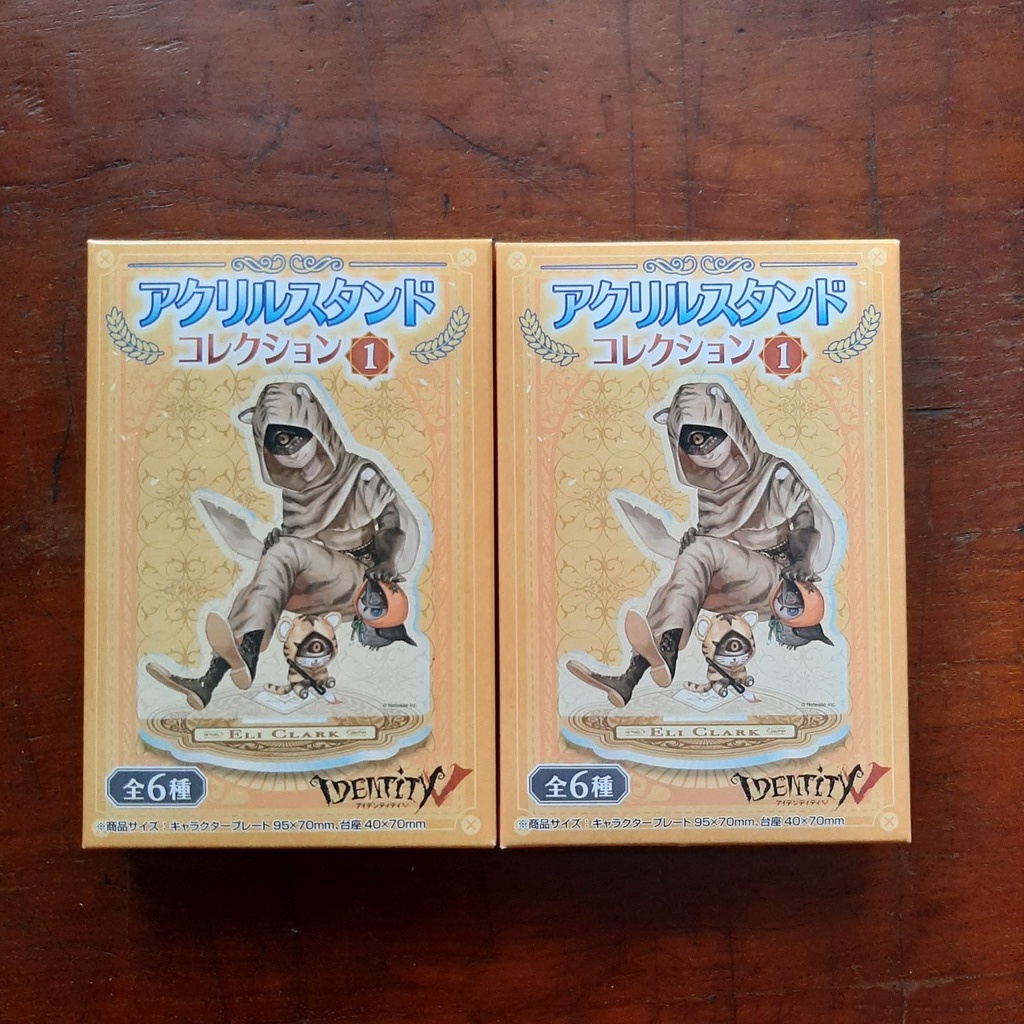 アクリルスタンド
コレクション 1
© NetEase Inc.
ELI CLARK
全6種
IDENTITY V
アイデンティティV
※商品サイズ:キャラクタープレート 95×70mm、台座 40×70mm
アクリルスタンド
コレクション 1
© NetEase Inc.
ELI CLARK
全6種
IDENTITY V
アイデンティティV
※商品サイズ:キャラクタープレート 95×70mm、台座 40×70mm